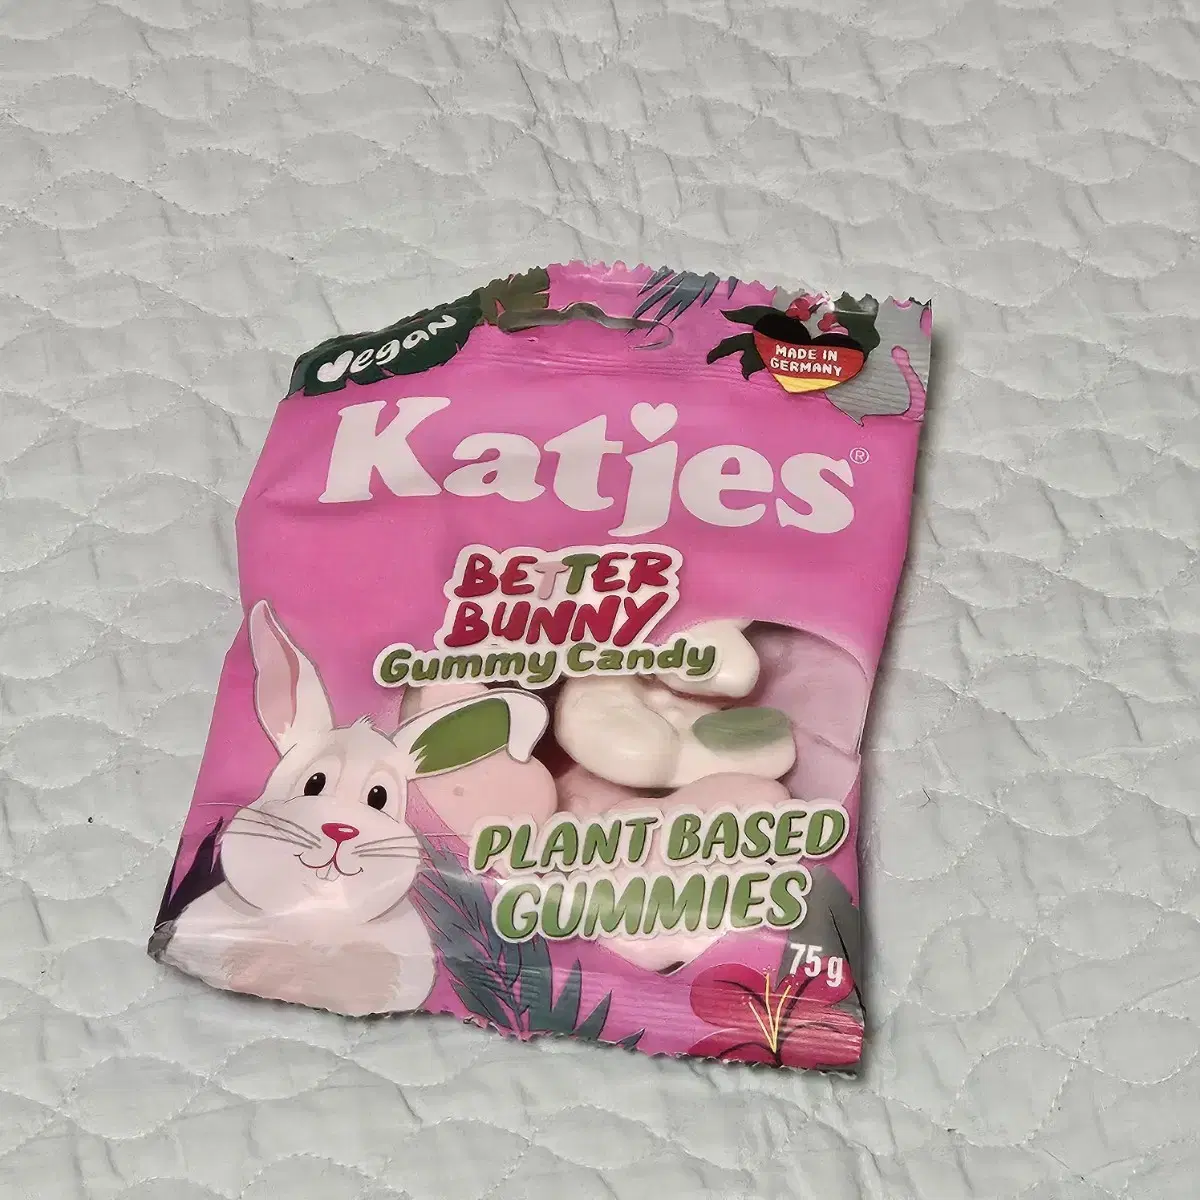 vegan
MADE IN
GERMANY
Katjes®
BETTER
BUNNY
Gummy Candy
PLANT BASED
GUMMIES
75 g